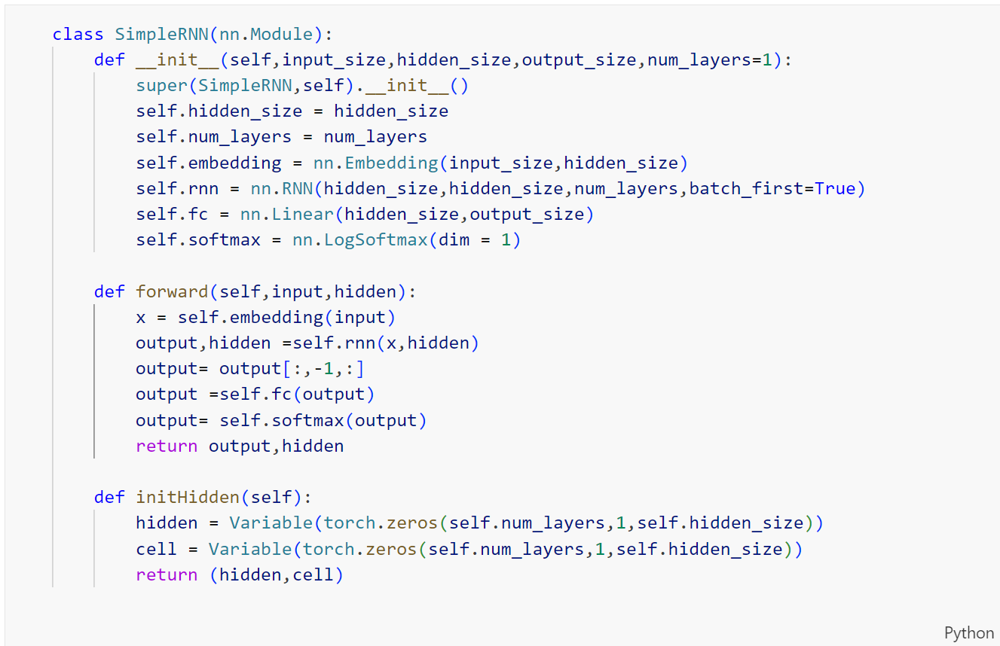 class SimpleRNN(nn.Module):
    def __init__(self,input_size,hidden_size,output_size,num_layers=1):
        super(SimpleRNN,self).__init__()
        self.hidden_size = hidden_size
        self.num_layers = num_layers
        self.embedding = nn.Embedding(input_size,hidden_size)
        self.rnn = nn.RNN(hidden_size,hidden_size,num_layers,batch_first=True)
        self.fc = nn.Linear(hidden_size,output_size)
        self.softmax = nn.LogSoftmax(dim = 1)

    def forward(self,input,hidden):
        x = self.embedding(input)
        output,hidden =self.rnn(x,hidden)
        output= output[:,-1,:]
        output =self.fc(output)
        output= self.softmax(output)
        return output,hidden

    def initHidden(self):
        hidden = Variable(torch.zeros(self.num_layers,1,self.hidden_size))
        cell = Variable(torch.zeros(self.num_layers,1,self.hidden_size))
        return (hidden,cell)
Python